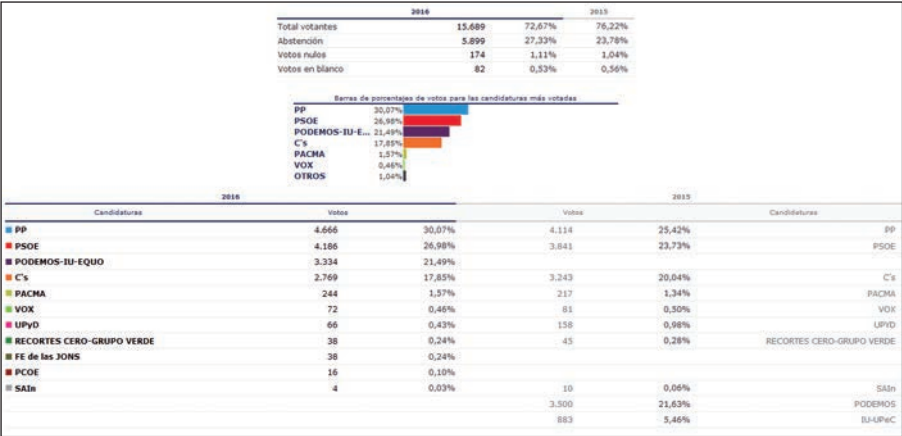 2016 2015
Total votantes 15.689 72,67% 76,22%
Abstención 5.899 27,33% 23,78%
Votos nulos 174 1,11% 1,04%
Votos en blanco 82 0,53% 0,56%
Barras de porcentajes de votos para las candidaturas más votadas
PP 30,07%
PSOE 26,98%
PODEMOS-IU-E... 21,49%
C's 17,85%
PACMA 1,57%
VOX 0,46%
OTROS 1,04%
2016 2015
Candidaturas Votos Votos Candidaturas
PP 4.666 30,07% 4.114 25,42% PP
PSOE 4.186 26,98% 3.841 23,73% PSOE
PODEMOS-IU-EQUO 3.334 21,49%
C's 2.769 17,85% 3.243 20,04% C's
PACMA 244 1,57% 217 1,34% PACMA
VOX 72 0,46% 81 0,50% VOX
UPyD 66 0,43% 158 0,98% UPYD
RECORTES CERO-GRUPO VERDE 38 0,24% 45 0,28% RECORTES CERO-GRUPO VERDE
FE de las JONS 38 0,24%
PCOE 16 0,10%
SAIn 4 0,03% 10 0,06% SAIn
3.500 21,63% PODEMOS
883 5,46% IU-UPeC